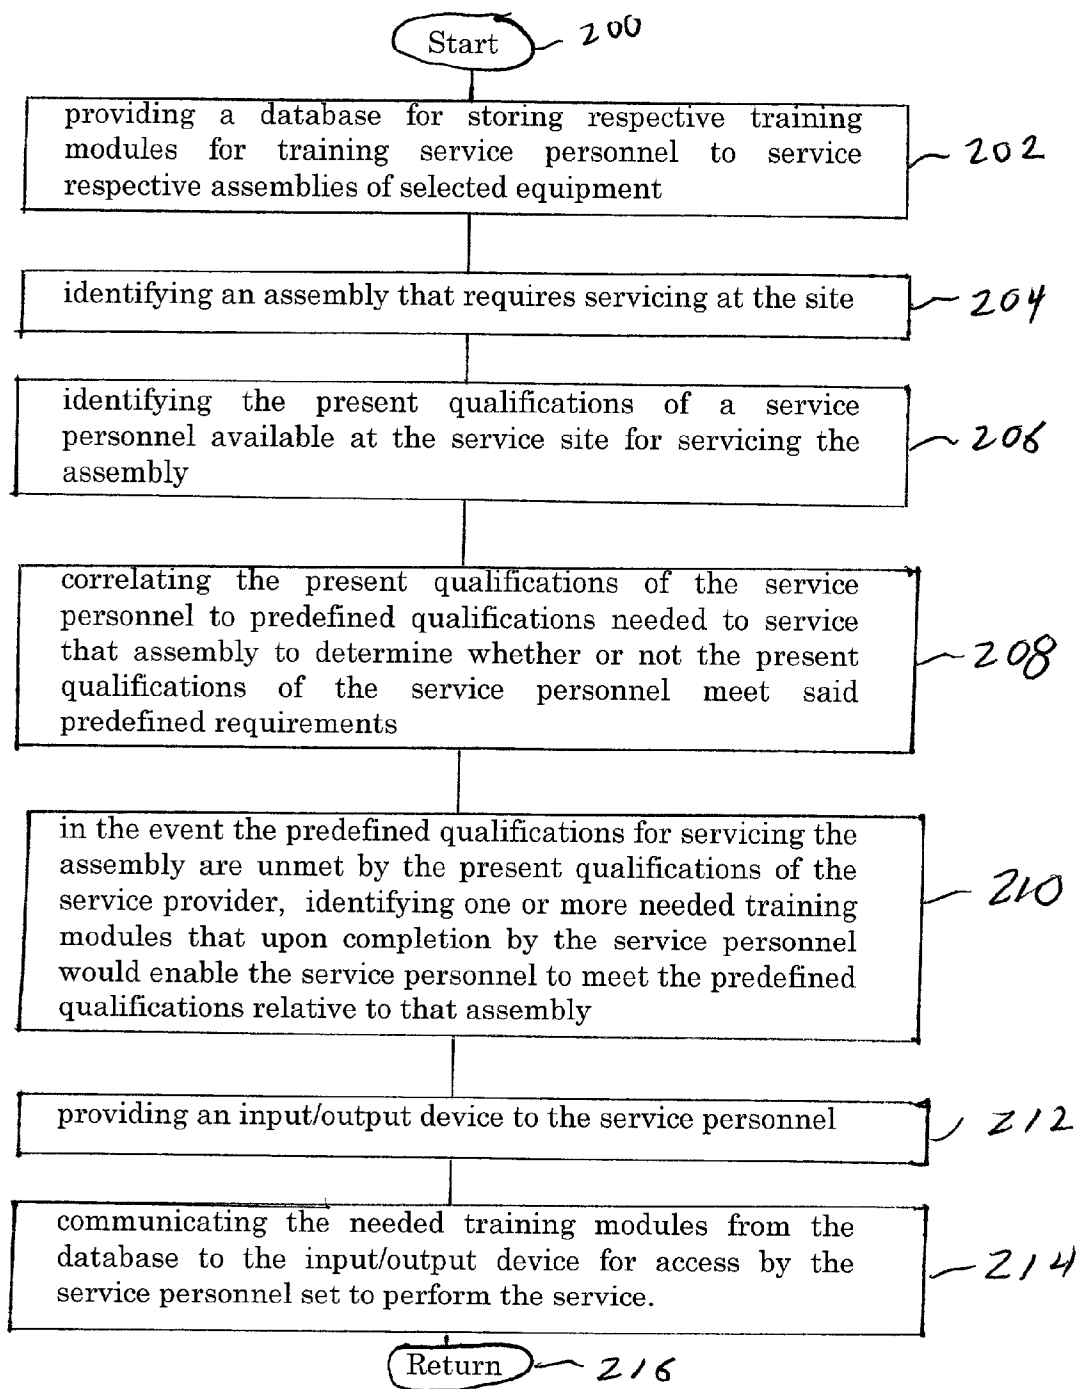 Start 200
providing a database for storing respective training
modules for training service personnel to service
respective assemblies of selected equipment
202
identifying an assembly that requires servicing at the site
204
identifying the present qualifications of a service
personnel available at the service site for servicing the
assembly
206
correlating the present qualifications of the service
personnel to predefined qualifications needed to service
that assembly to determine whether or not the present
qualifications of the service personnel meet said
predefined requirements
208
in the event the predefined qualifications for servicing the
assembly are unmet by the present qualifications of the
service provider, identifying one or more needed training
modules that upon completion by the service personnel
would enable the service personnel to meet the predefined
qualifications relative to that assembly
210
providing an input/output device to the service personnel
212
communicating the needed training modules from the
database to the input/output device for access by the
service personnel set to perform the service.
214
Return 216